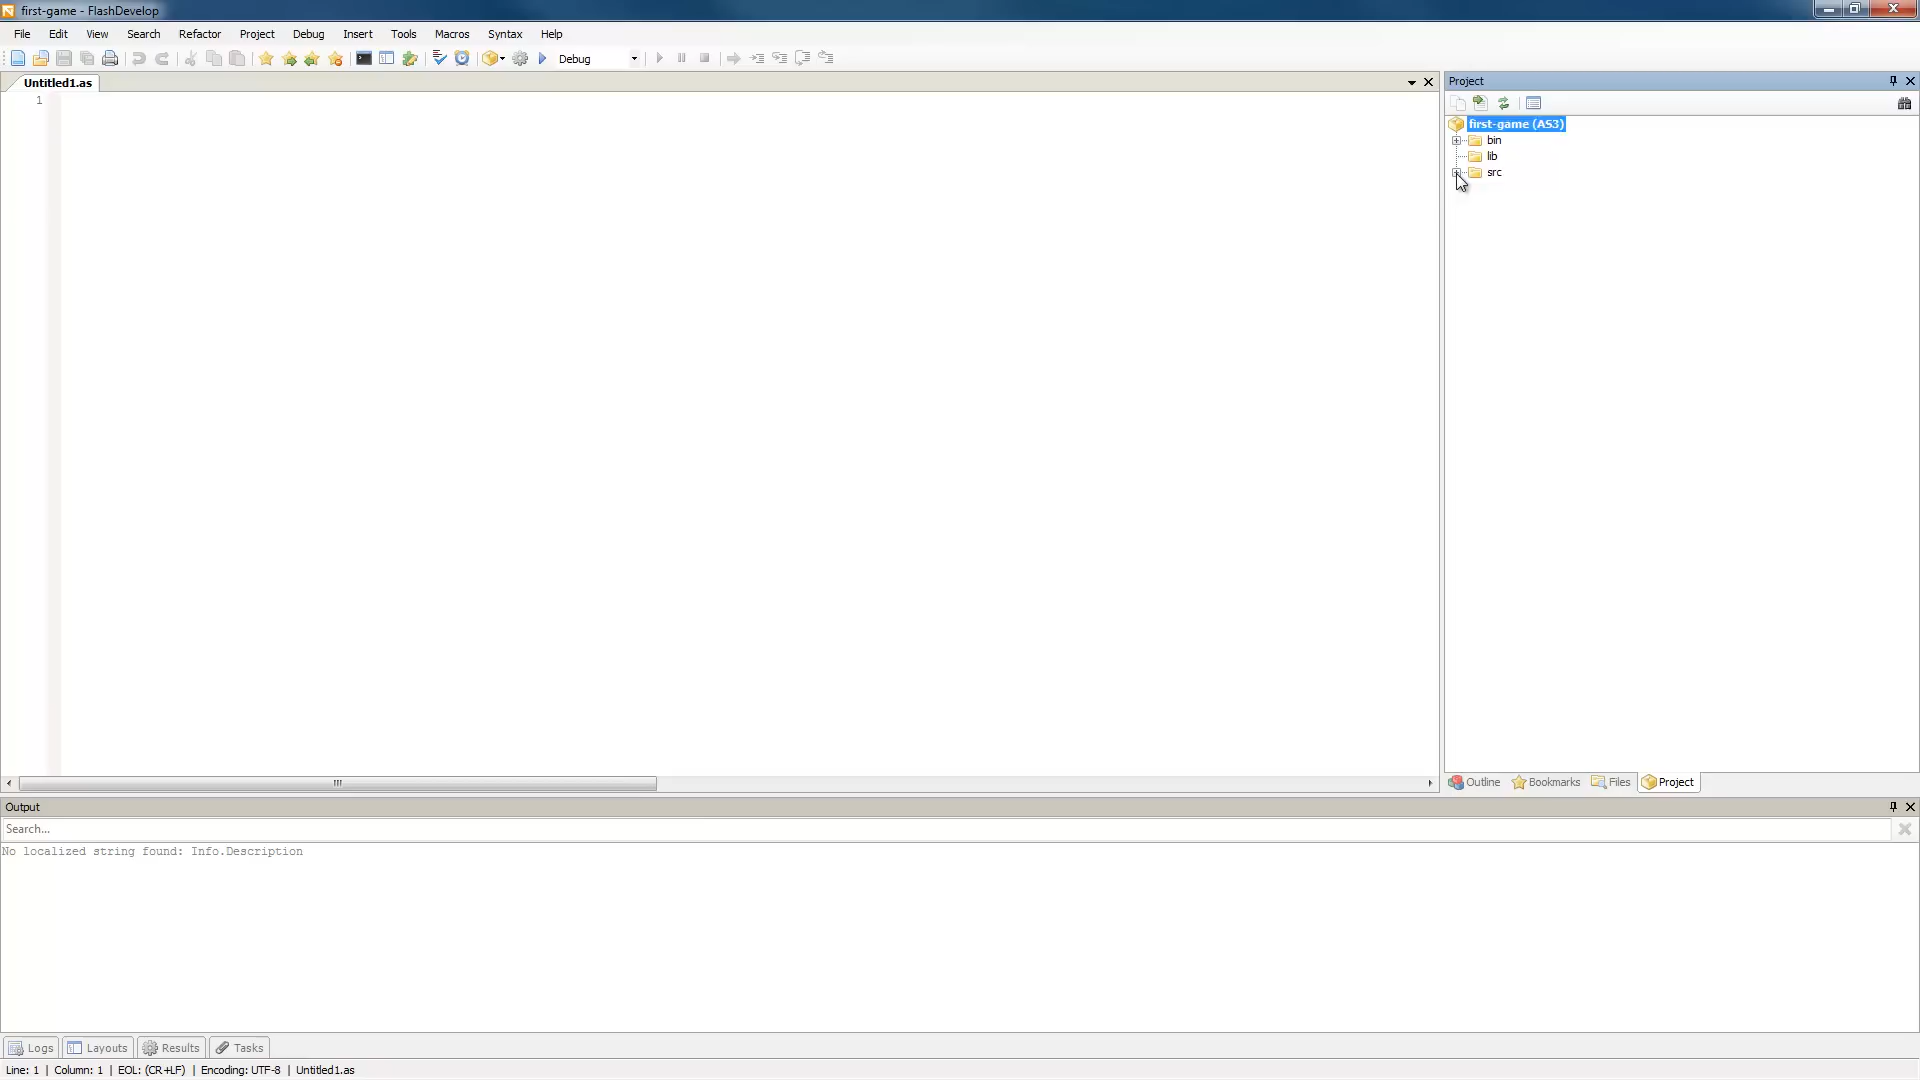 first-game - FlashDevelop
File Edit View Search Refactor Project Debug Insert Tools Macros Syntax Help
Debug
Untitled1.as
1
Project
first-game (AS3)
bin
lib
src
Outline Bookmarks Files Project
Output
Search...
No localized string found: Info.Description
Logs Layouts Results Tasks
Line: 1 | Column: 1 | EOL: (CR+LF) | Encoding: UTF-8 | Untitled1.as